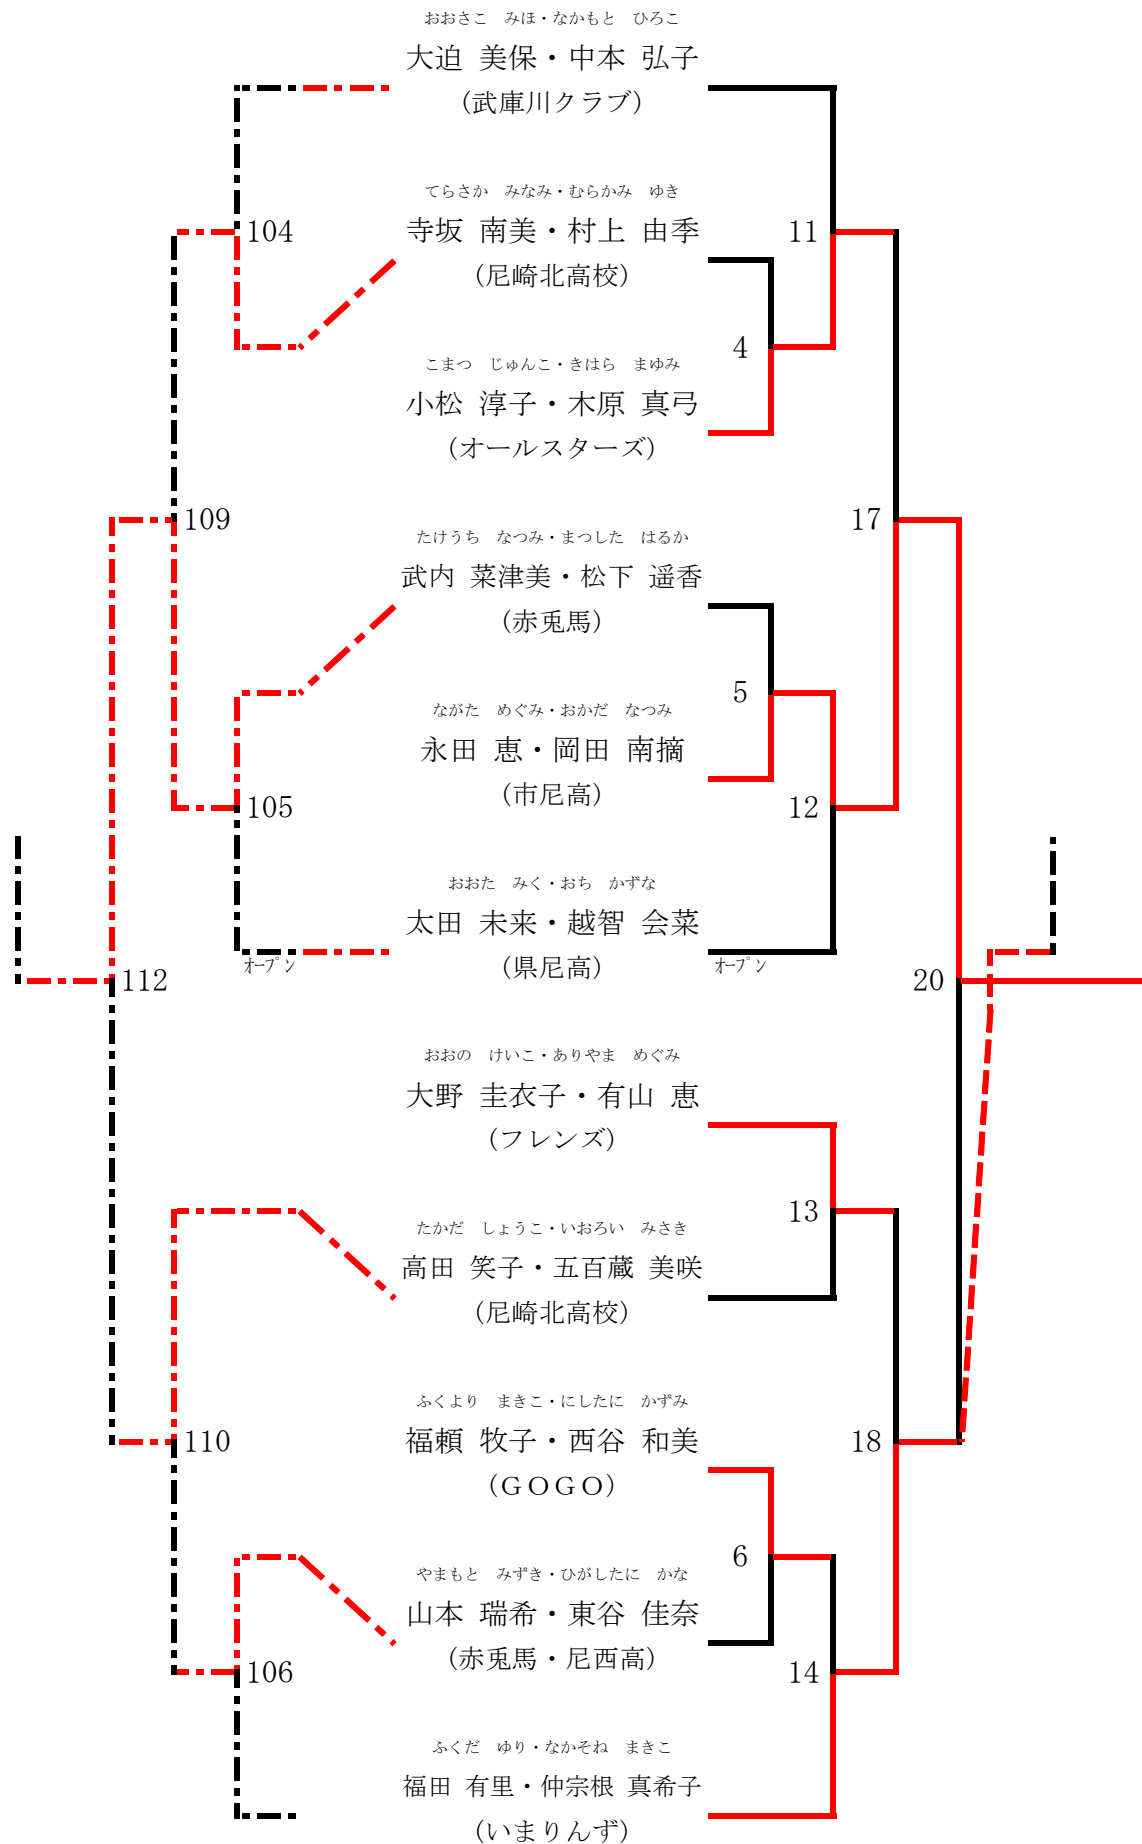 おおさこ　みほ・なかもと　ひろこ
大迫 美保・中本 弘子
(武庫川クラブ)
てらさか　みなみ・むらかみ　ゆき
104
寺坂 南美・村上 由季
11
(尼崎北高校)
4
こまつ　じゅんこ・きはら　まゆみ
小松 淳子・木原 真弓
(オールスターズ)
109
17
たけうち　なつみ・まつした　はるか
武内 菜津美・松下 遥香
(赤兎馬)
5
ながた　めぐみ・おかだ　なつみ
永田 恵・岡田 南摘
(市尼高)
105
12
おおた　みく・おち　かずな
太田 未来・越智 会菜
オープン
(県尼高)
オープン
112
20
おおの　けいこ・ありやま　めぐみ
大野 圭衣子・有山 恵
(フレンズ)
13
たかだ　しょうこ・いおろい　みさき
高田 笑子・五百蔵 美咲
(尼崎北高校)
ふくより　まきこ・にしたに　かずみ
110
福頼 牧子・西谷 和美
18
(ＧＯＧＯ)
6
やまもと　みずき・ひがしたに　かな
山本 瑞希・東谷 佳奈
(赤兎馬・尼西高)
106
14
ふくだ　ゆり・なかそね　まきこ
福田 有里・仲宗根 真希子
(いまりんず)